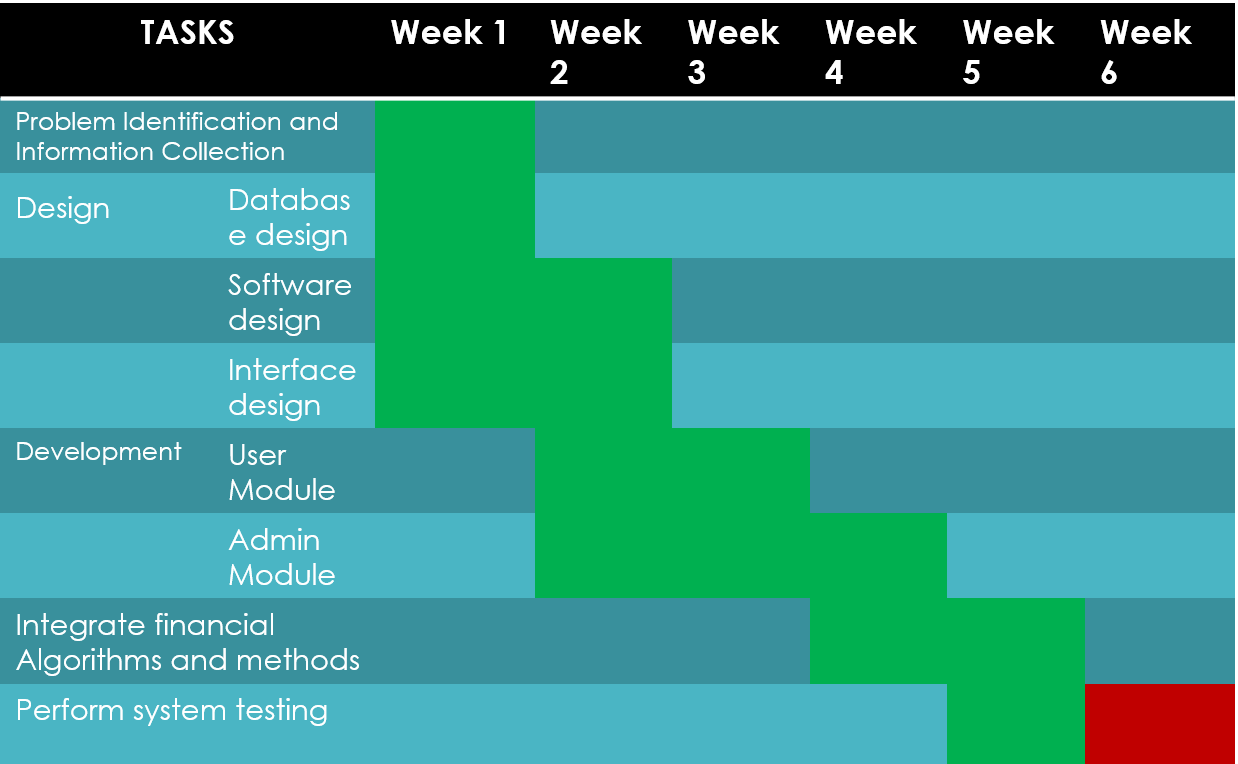 TASKS Week 1 Week 2 Week 3 Week 4 Week 5 Week 6
Problem Identification and
Information Collection
Design
Databas
e design
Software
design
Interface
design
Development
User
Module
Admin
Module
Integrate financial
Algorithms and methods
Perform system testing